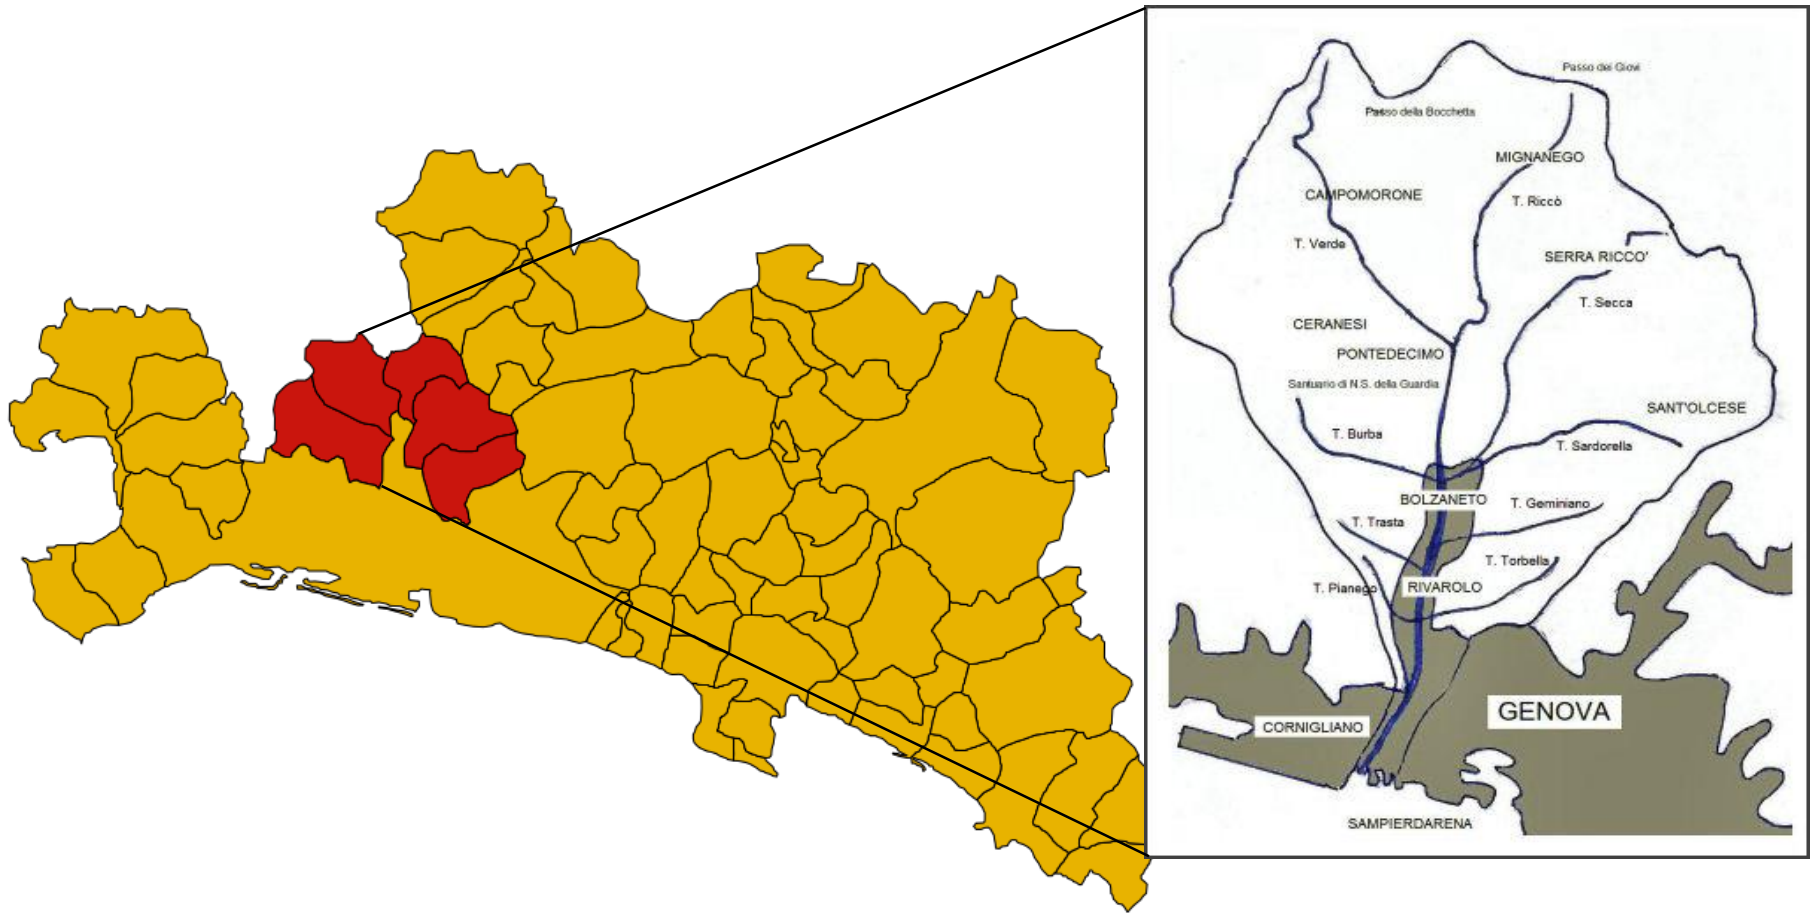 Passo dei Giovi
Passo della Bocchetta
MIGNANEGO
CAMPOMORONE
T. Riccò
T. Verde
SERRA RICCO'
T. Secca
CERANESI
PONTEDECIMO
Santuario di N.S. della Guardia
SANT'OLCESE
T. Burba
T. Sardorella
BOLZANETO
T. Geminiano
T. Trasta
T. Torbella
T. Pianego
RIVAROLO
GENOVA
CORNIGLIANO
SAMPIERDARENA